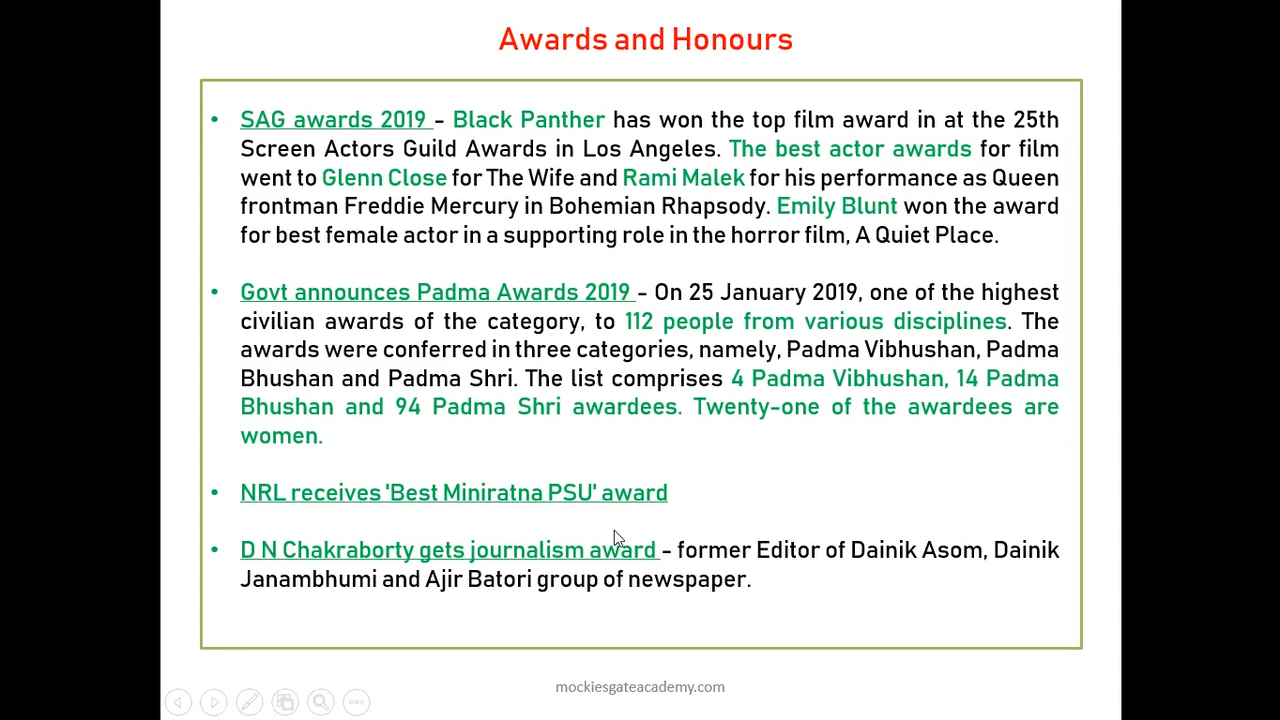 Awards and Honours
• SAG awards 2019 - Black Panther has won the top film award in at the 25th
Screen Actors Guild Awards in Los Angeles. The best actor awards for film
went to Glenn Close for The Wife and Rami Malek for his performance as Queen
frontman Freddie Mercury in Bohemian Rhapsody. Emily Blunt won the award
for best female actor in a supporting role in the horror film, A Quiet Place.
• Govt announces Padma Awards 2019 - On 25 January 2019, one of the highest
civilian awards of the category, to 112 people from various disciplines. The
awards were conferred in three categories, namely, Padma Vibhushan, Padma
Bhushan and Padma Shri. The list comprises 4 Padma Vibhushan, 14 Padma
Bhushan and 94 Padma Shri awardees. Twenty-one of the awardees are
women.
• NRL receives 'Best Miniratna PSU' award
• D N Chakraborty gets journalism award - former Editor of Dainik Asom, Dainik
Janambhumi and Ajir Batori group of newspaper.
mockiesgateacademy.com